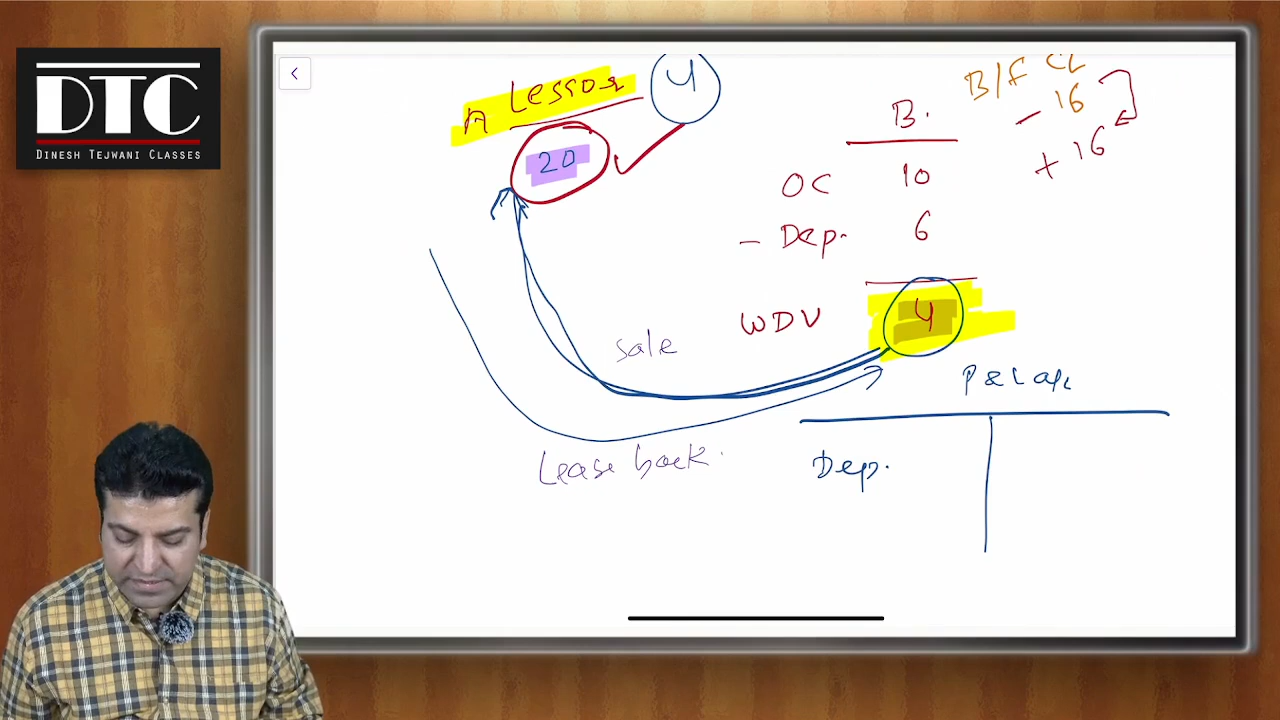 DTC
DINESH TEJWANI CLASSES
A Lessor
4
20
B/F CL
- 16
+ 16
B.
OC 10
- Dep. 6
WDV 4
sale
Lease back.
P & L a/c
Dep.